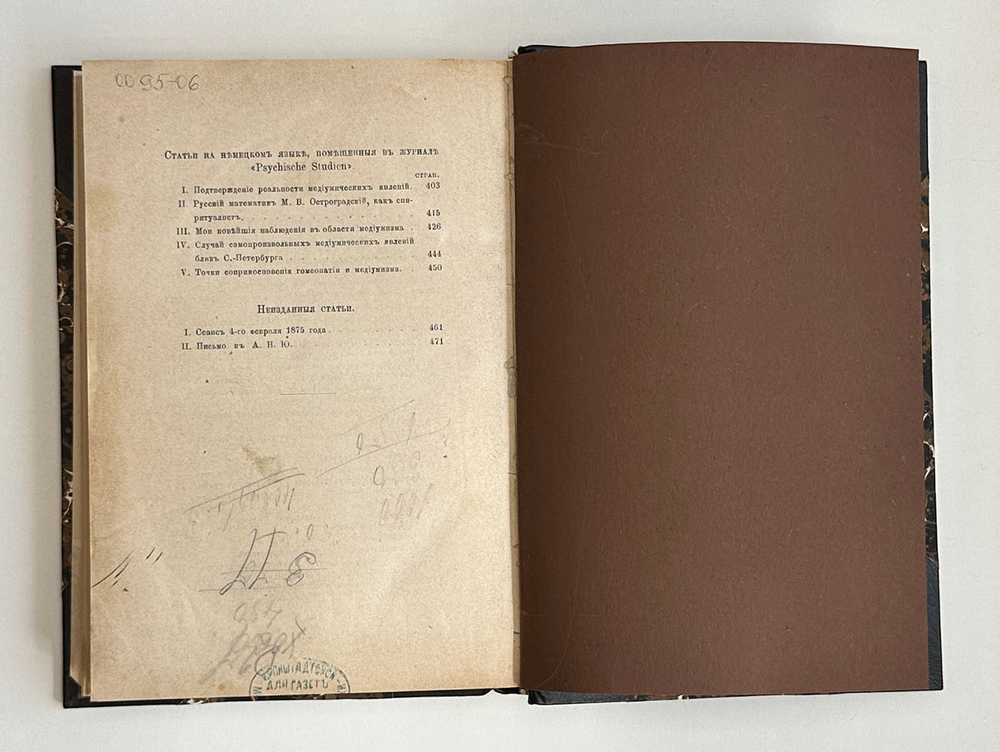 0095-06
Статьи на нѣмецкомъ языкѣ, помѣщенныя въ журналѣ
«Psychische Studien»
СТРАН.
I. Подтвержденіе реальности медіумическихъ явленій. 403
II. Русскій математикъ М. В. Остроградскій, какъ спи-
ритуалистъ. 415
III. Мои новѣйшія наблюденія въ области медіумизма . 426
IV. Случай самопроизвольныхъ медіумическихъ явленій
близъ С.-Петербурга 444
V. Точки соприкосновенія гомеопатіи и медіумизма. 450
Неизданныя статьи.
I. Сеансъ 4-го февраля 1875 года 461
II. Письмо къ А. Н. Ю. 471
ДЛЯ ГАЗЕТЪ